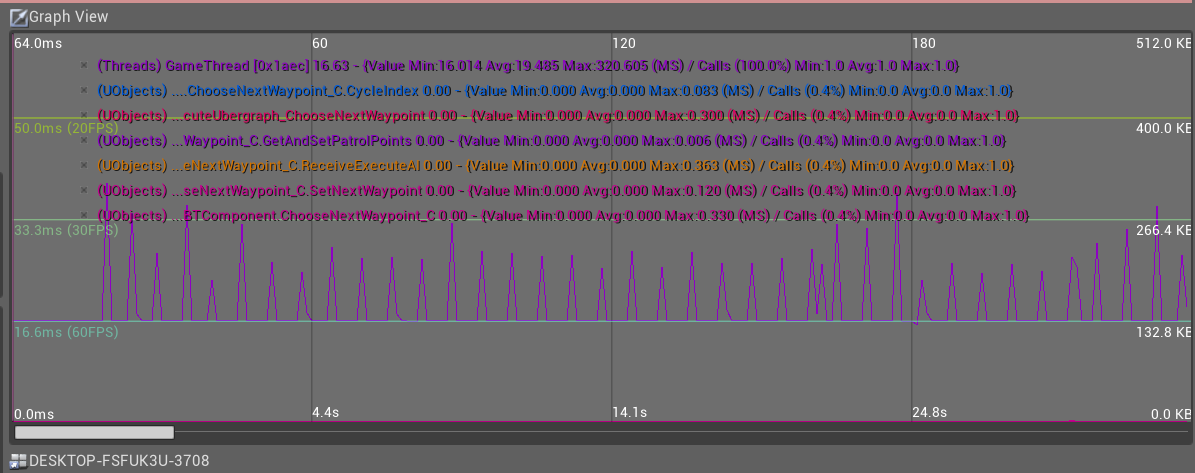 Graph View
64.0ms 60 120 180 512.0 KB
(Threads) GameThread [0x1aec] 16.63 - {Value Min:16.014 Avg:19.485 Max:320.605 (MS) / Calls (100.0%) Min:1.0 Avg:1.0 Max:1.0}
(UObjects) ....ChooseNextWaypoint_C.CycleIndex 0.00 - {Value Min:0.000 Avg:0.000 Max:0.083 (MS) / Calls (0.4%) Min:0.0 Avg:0.0 Max:1.0}
(UObjects) ...cuteUbergraph_ChooseNextWaypoint 0.00 - {Value Min:0.000 Avg:0.000 Max:0.300 (MS) / Calls (0.4%) Min:0.0 Avg:0.0 Max:1.0}
50.0ms (20FPS) 400.0 KB
(UObjects) ...Waypoint_C.GetAndSetPatrolPoints 0.00 - {Value Min:0.000 Avg:0.000 Max:0.006 (MS) / Calls (0.4%) Min:0.0 Avg:0.0 Max:1.0}
(UObjects) ...eNextWaypoint_C.ReceiveExecuteAI 0.00 - {Value Min:0.000 Avg:0.000 Max:0.363 (MS) / Calls (0.4%) Min:0.0 Avg:0.0 Max:1.0}
(UObjects) ...seNextWaypoint_C.SetNextWaypoint 0.00 - {Value Min:0.000 Avg:0.000 Max:0.120 (MS) / Calls (0.4%) Min:0.0 Avg:0.0 Max:1.0}
(UObjects) ...BTComponent.ChooseNextWaypoint_C 0.00 - {Value Min:0.000 Avg:0.000 Max:0.330 (MS) / Calls (0.4%) Min:0.0 Avg:0.0 Max:1.0}
33.3ms (30FPS) 266.4 KB
16.6ms (60FPS) 132.8 KB
0.0ms 4.4s 14.1s 24.8s 0.0 KB
DESKTOP-FSFUK3U-3708